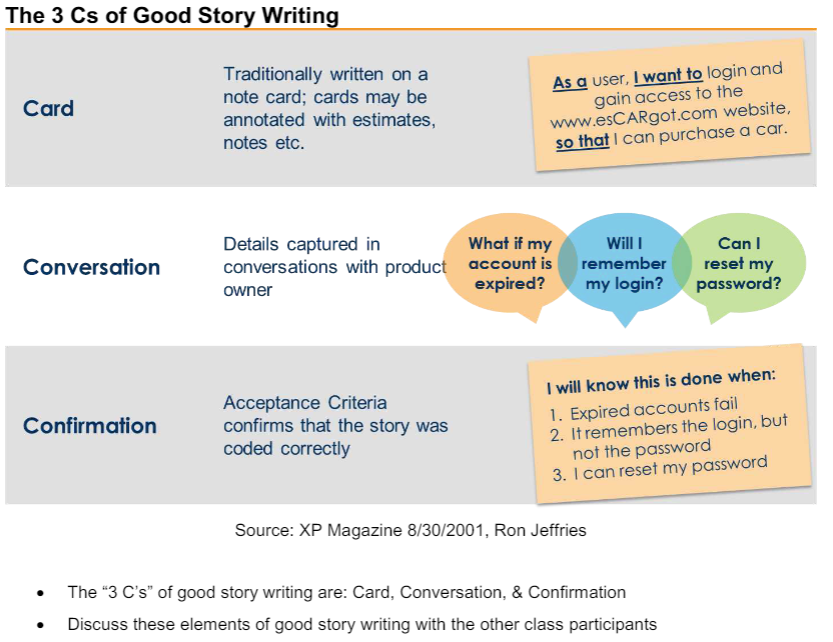 The 3 Cs of Good Story Writing
Card
Traditionally written on a
note card; cards may be
annotated with estimates,
notes etc.
As a user, I want to login and
gain access to the
www.esCARgot.com website,
so that I can purchase a car.
Conversation
Details captured in
conversations with product
owner
What if my
account is
expired?
Will I
remember
my login?
Can I
reset my
password?
Confirmation
Acceptance Criteria
confirms that the story was
coded correctly
I will know this is done when:
1. Expired accounts fail
2. It remembers the login, but
not the password
3. I can reset my password
Source: XP Magazine 8/30/2001, Ron Jeffries
• The “3 C’s” of good story writing are: Card, Conversation, & Confirmation
• Discuss these elements of good story writing with the other class participants